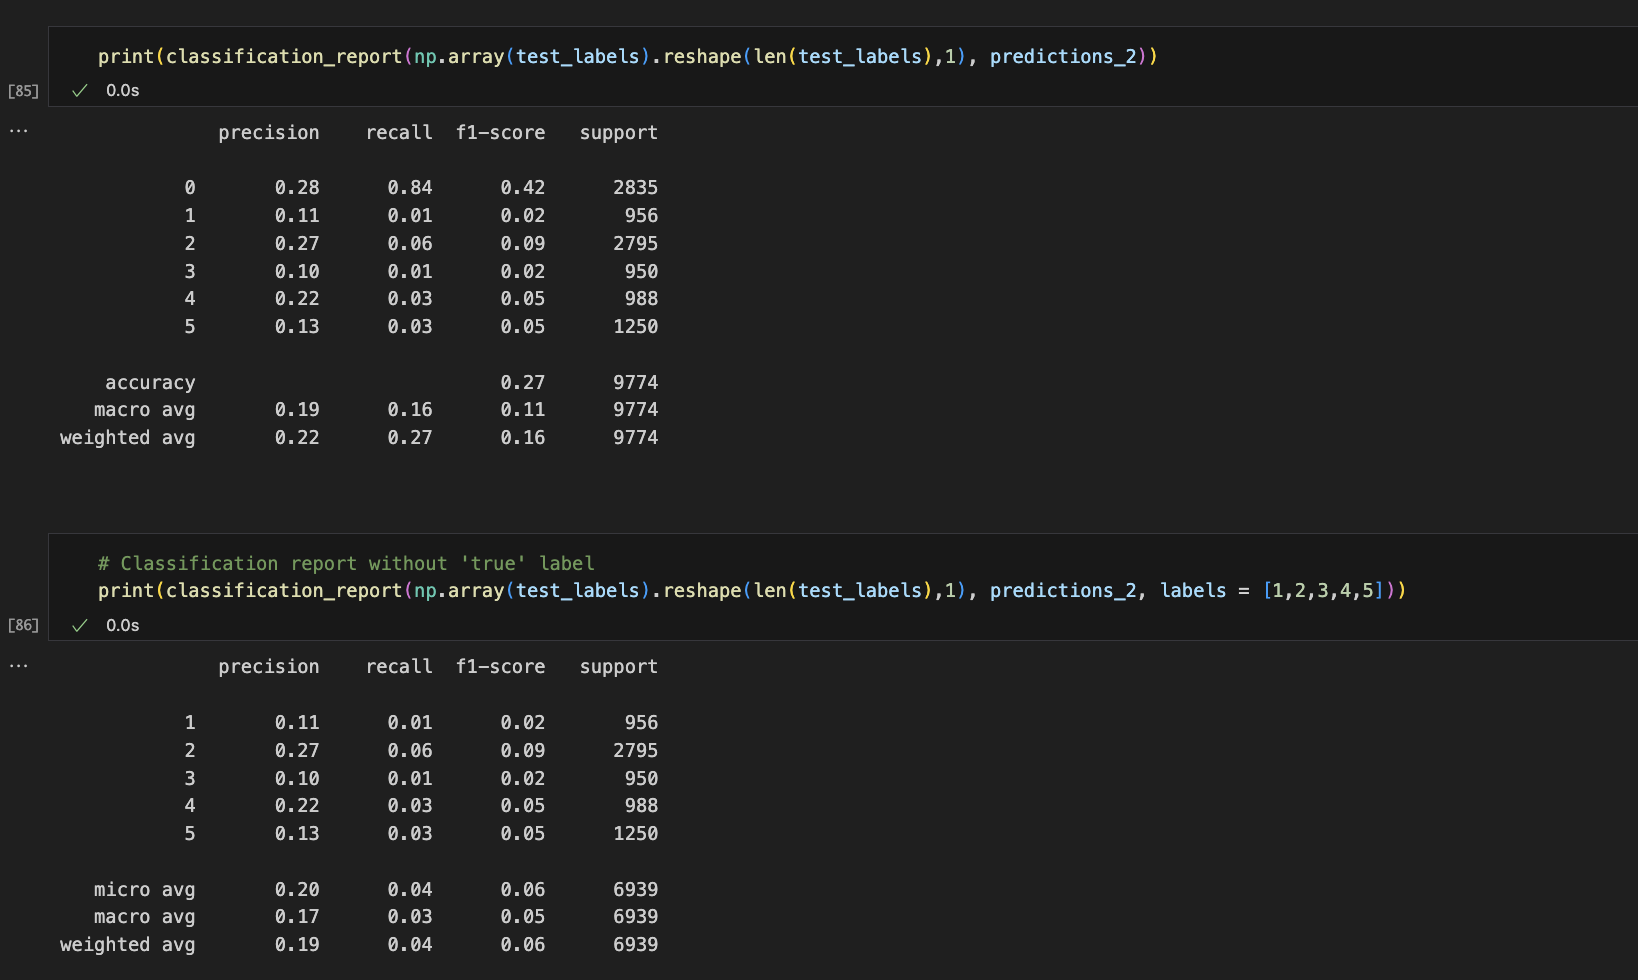 print(classification_report(np.array(test_labels).reshape(len(test_labels),1), predictions_2))
[85] 0.0s
...
precision recall f1-score support
0 0.28 0.84 0.42 2835
1 0.11 0.01 0.02 956
2 0.27 0.06 0.09 2795
3 0.10 0.01 0.02 950
4 0.22 0.03 0.05 988
5 0.13 0.03 0.05 1250
accuracy 0.27 9774
macro avg 0.19 0.16 0.11 9774
weighted avg 0.22 0.27 0.16 9774
# Classification report without 'true' label
print(classification_report(np.array(test_labels).reshape(len(test_labels),1), predictions_2, labels = [1,2,3,4,5]))
[86] 0.0s
...
precision recall f1-score support
1 0.11 0.01 0.02 956
2 0.27 0.06 0.09 2795
3 0.10 0.01 0.02 950
4 0.22 0.03 0.05 988
5 0.13 0.03 0.05 1250
micro avg 0.20 0.04 0.06 6939
macro avg 0.17 0.03 0.05 6939
weighted avg 0.19 0.04 0.06 6939